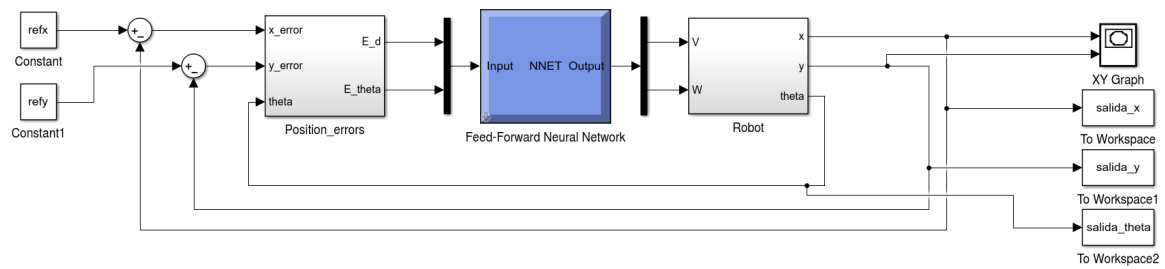 refx
Constant
refy
Constant1
+
−
+
−
x_error
y_error
theta
E_d
E_theta
Position_errors
Input
NNET
Output
Feed-Forward Neural Network
V
W
x
y
theta
Robot
XY Graph
salida_x
To Workspace
salida_y
To Workspace1
salida_theta
To Workspace2